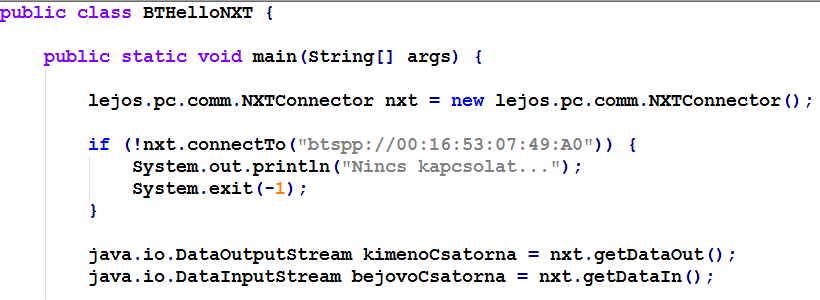 public class BTHelloNXT {
public static void main(String[] args) {
lejos.pc.comm.NXTConnector nxt = new lejos.pc.comm.NXTConnector();
if (!nxt.connectTo("btspp://00:16:53:07:49:A0")) {
System.out.println("Nincs kapcsolat...");
System.exit(-1);
}
java.io.DataOutputStream kimenoCsatorna = nxt.getDataOut();
java.io.DataInputStream bejovoCsatorna = nxt.getDataIn();